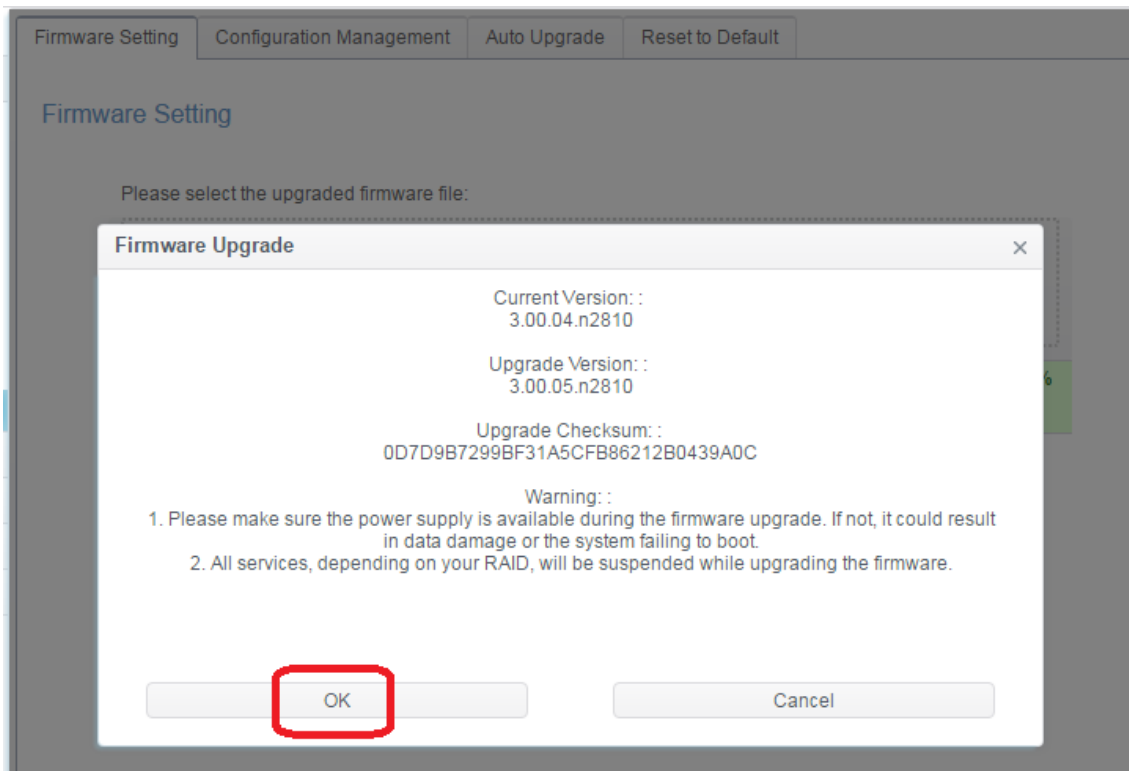 Firmware Setting Configuration Management Auto Upgrade Reset to Default
Firmware Setting
Please select the upgraded firmware file:
Firmware Upgrade ×
Current Version: :
3.00.04.n2810
Upgrade Version: :
3.00.05.n2810
%
Upgrade Checksum: :
0D7D9B7299BF31A5CFB86212B0439A0C
Warning: :
1. Please make sure the power supply is available during the firmware upgrade. If not, it could result
in data damage or the system failing to boot.
2. All services, depending on your RAID, will be suspended while upgrading the firmware.
OK Cancel